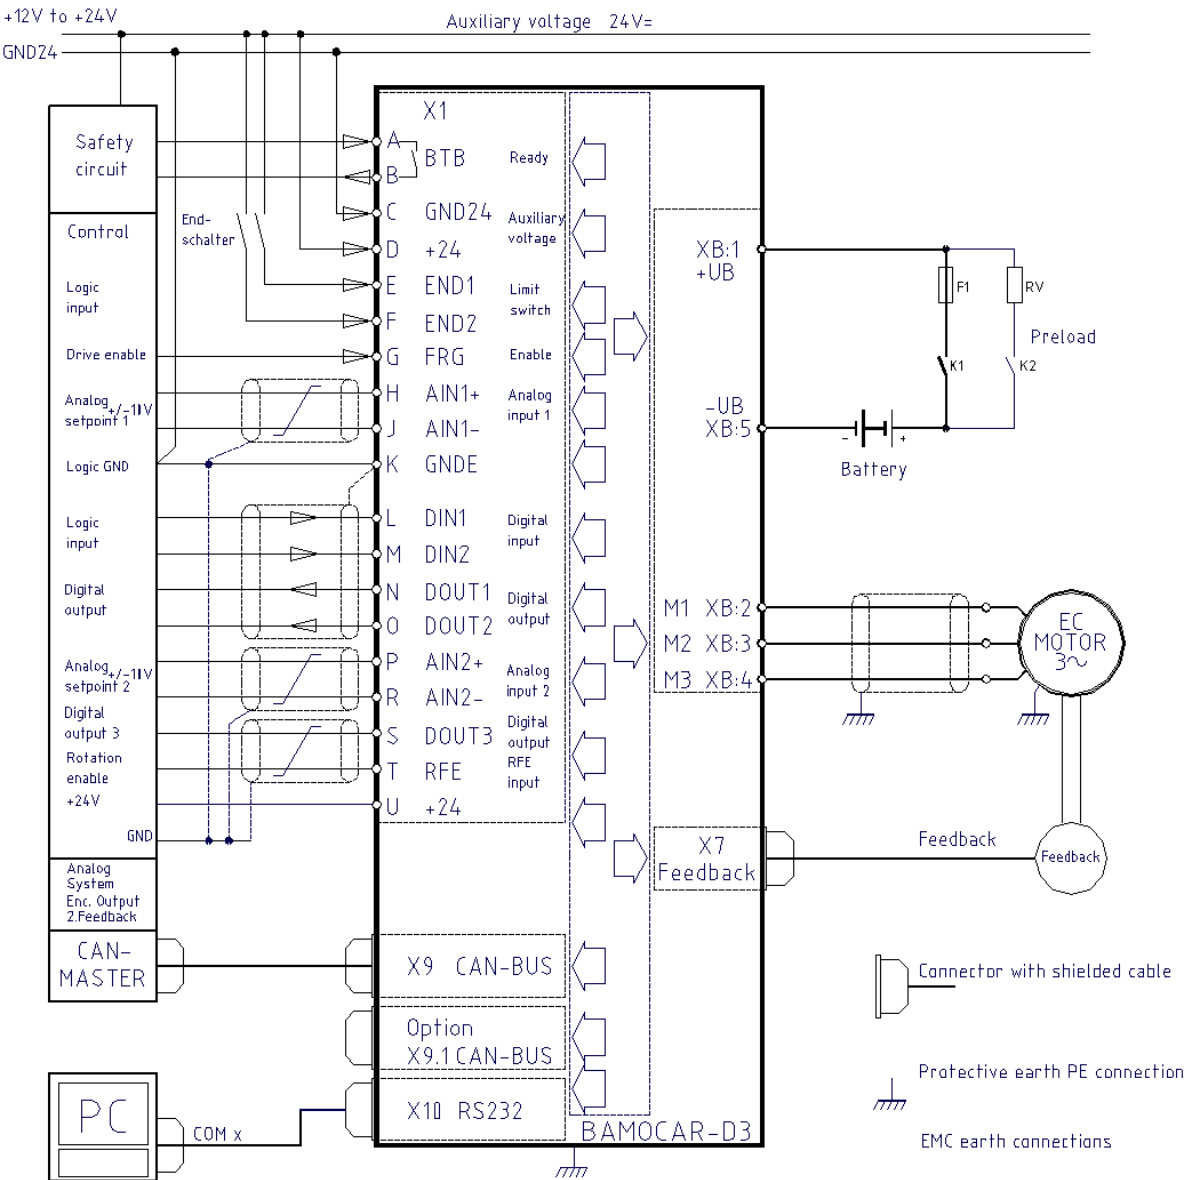 +12V to +24V
Auxiliary voltage 24V=
GND24
Safety
circuit
Control
Logic
input
Drive enable
Analog +/-10V
setpoint 1
Logic GND
Logic
input
Digital
output
Analog +/-10V
setpoint 2
Digital
output 3
Rotation
enable
+24V
GND
Analog
System
Enc. Output
2.Feedback
CAN-
MASTER
PC
COM x
End-
schalter
X1
A
BTB Ready
B
C GND24 Auxiliary
voltage
D +24
E END1 Limit
switch
F END2
G FRG Enable
H AIN1+ Analog
input 1
J AIN1-
K GNDE
L DIN1 Digital
input
M DIN2
N DOUT1 Digital
output
O DOUT2
P AIN2+ Analog
input 2
R AIN2-
S DOUT3 Digital
output
T RFE RFE
input
U +24
X9 CAN-BUS
Option
X9.1 CAN-BUS
X10 RS232
BAMOCAR-D3
XB:1
+UB
-UB
XB:5
M1 XB:2
M2 XB:3
M3 XB:4
X7
Feedback
F1
RV
Preload
K1
K2
- +
Battery
EC
MOTOR
3~
Feedback
Feedback
Connector with shielded cable
Protective earth PE connection
EMC earth connections